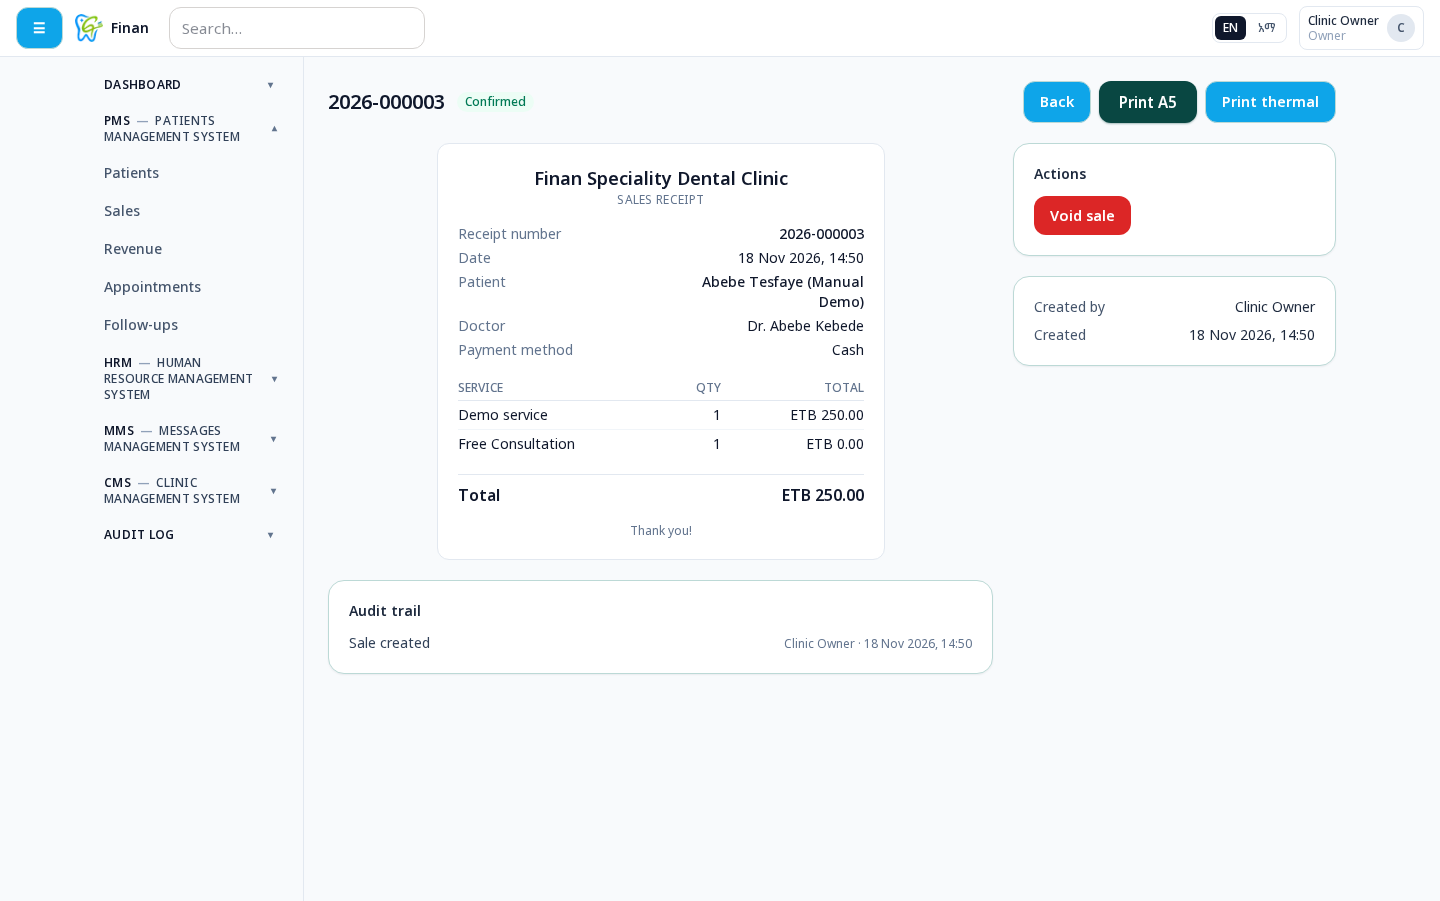 ☰ Finan Search... EN አማ Clinic Owner C
Owner
DASHBOARD ▾
PMS — PATIENTS MANAGEMENT SYSTEM ▴
Patients
Sales
Revenue
Appointments
Follow-ups
HRM — HUMAN RESOURCE MANAGEMENT SYSTEM ▾
MMS — MESSAGES MANAGEMENT SYSTEM ▾
CMS — CLINIC MANAGEMENT SYSTEM ▾
AUDIT LOG ▾
2026-000003 Confirmed Back Print A5 Print thermal
Finan Speciality Dental Clinic
SALES RECEIPT
Receipt number 2026-000003
Date 18 Nov 2026, 14:50
Patient Abebe Tesfaye (Manual
Demo)
Doctor Dr. Abebe Kebede
Payment method Cash
SERVICE QTY TOTAL
Demo service 1 ETB 250.00
Free Consultation 1 ETB 0.00
Total ETB 250.00
Thank you!
Audit trail
Sale created Clinic Owner · 18 Nov 2026, 14:50
Actions
Void sale
Created by Clinic Owner
Created 18 Nov 2026, 14:50